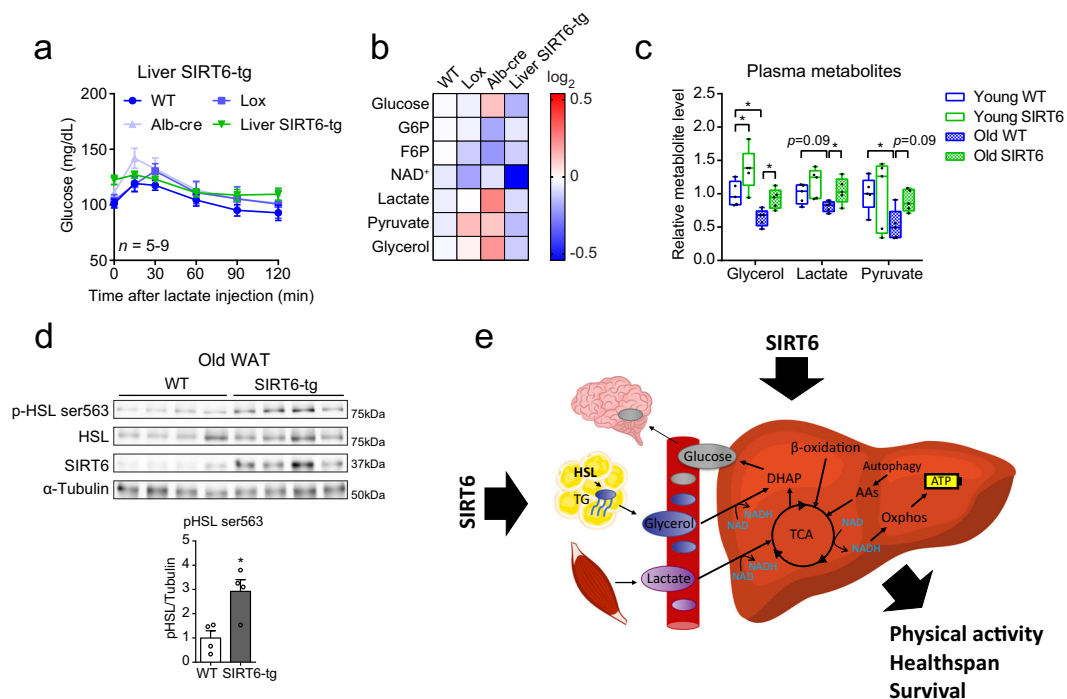 a
Liver SIRT6-tg
WT
Lox
Alb-cre
Liver SIRT6-tg
Glucose (mg/dL)
200
150
100
50
n = 5-9
0 30 60 90 120
Time after lactate injection (min)
b
WT
Lox
Alb-cre
Liver SIRT6-tg
Glucose
G6P
F6P
NAD+
Lactate
Pyruvate
Glycerol
log2
0.5
0
-0.5
c
Plasma metabolites
Relative metabiolite level
2.5
2.0
1.5
1.0
0.5
0.0
* * *
p=0.09 *
* p=0.09
Glycerol Lactate Pyruvate
Young WT
Young SIRT6
Old WT
Old SIRT6
d
Old WAT
WT SIRT6-tg
p-HSL ser563 75kDa
HSL 75kDa
SIRT6 37kDa
α-Tubulin 50kDa
pHSL ser563
pHSL/Tubulin
5
4
3
2
1
0
*
WT SIRT6-tg
e
SIRT6
SIRT6
Glucose
β-oxidation
Autophagy
ATP
HSL
DHAP
AAs
TG
Glycerol
NADH
NAD
NAD
Oxphos
TCA
NADH
NADH
NAD
Lactate
Physical activity
Healthspan
Survival